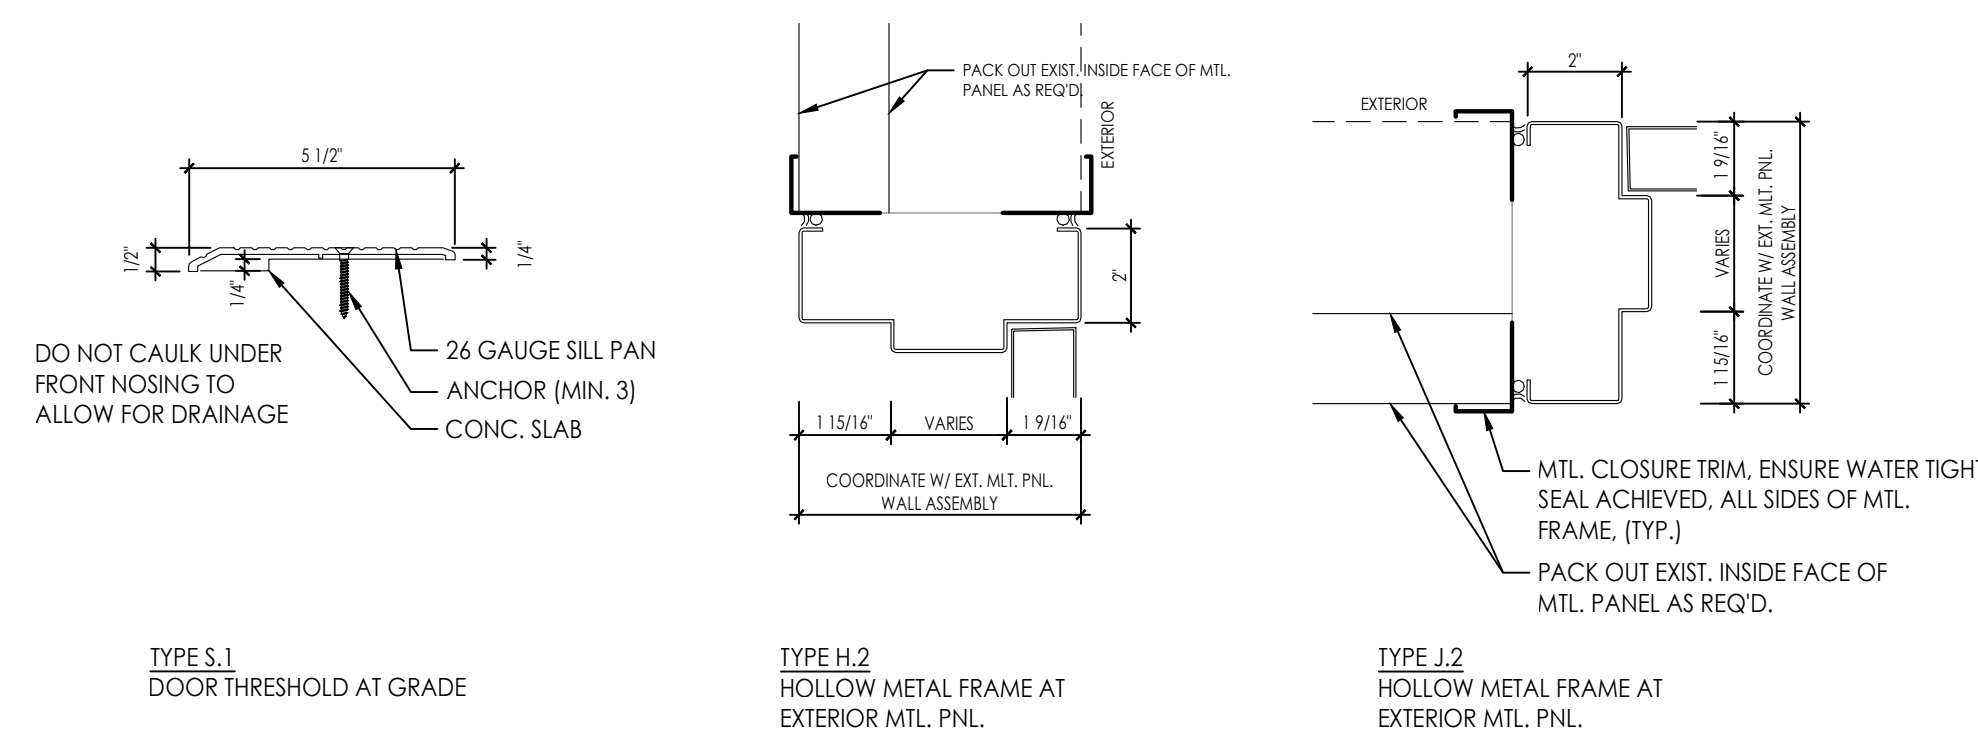 5 1/2"
1/2"
1/4"
1/4"
DO NOT CAULK UNDER
FRONT NOSING TO
ALLOW FOR DRAINAGE
26 GAUGE SILL PAN
ANCHOR (MIN. 3)
CONC. SLAB
TYPE S.1
DOOR THRESHOLD AT GRADE
PACK OUT EXIST. INSIDE FACE OF MTL.
PANEL AS REQ'D.
EXTERIOR
2"
1 15/16"
VARIES
1 9/16"
COORDINATE W/ EXT. MLT. PNL.
WALL ASSEMBLY
TYPE H.2
HOLLOW METAL FRAME AT
EXTERIOR MTL. PNL.
2"
EXTERIOR
1 9/16"
VARIES
1 15/16"
COORDINATE W/ EXT. MLT. PNL.
WALL ASSEMBLY
MTL. CLOSURE TRIM, ENSURE WATER TIGHT
SEAL ACHIEVED, ALL SIDES OF MTL.
FRAME, (TYP.)
PACK OUT EXIST. INSIDE FACE OF
MTL. PANEL AS REQ'D.
TYPE J.2
HOLLOW METAL FRAME AT
EXTERIOR MTL. PNL.